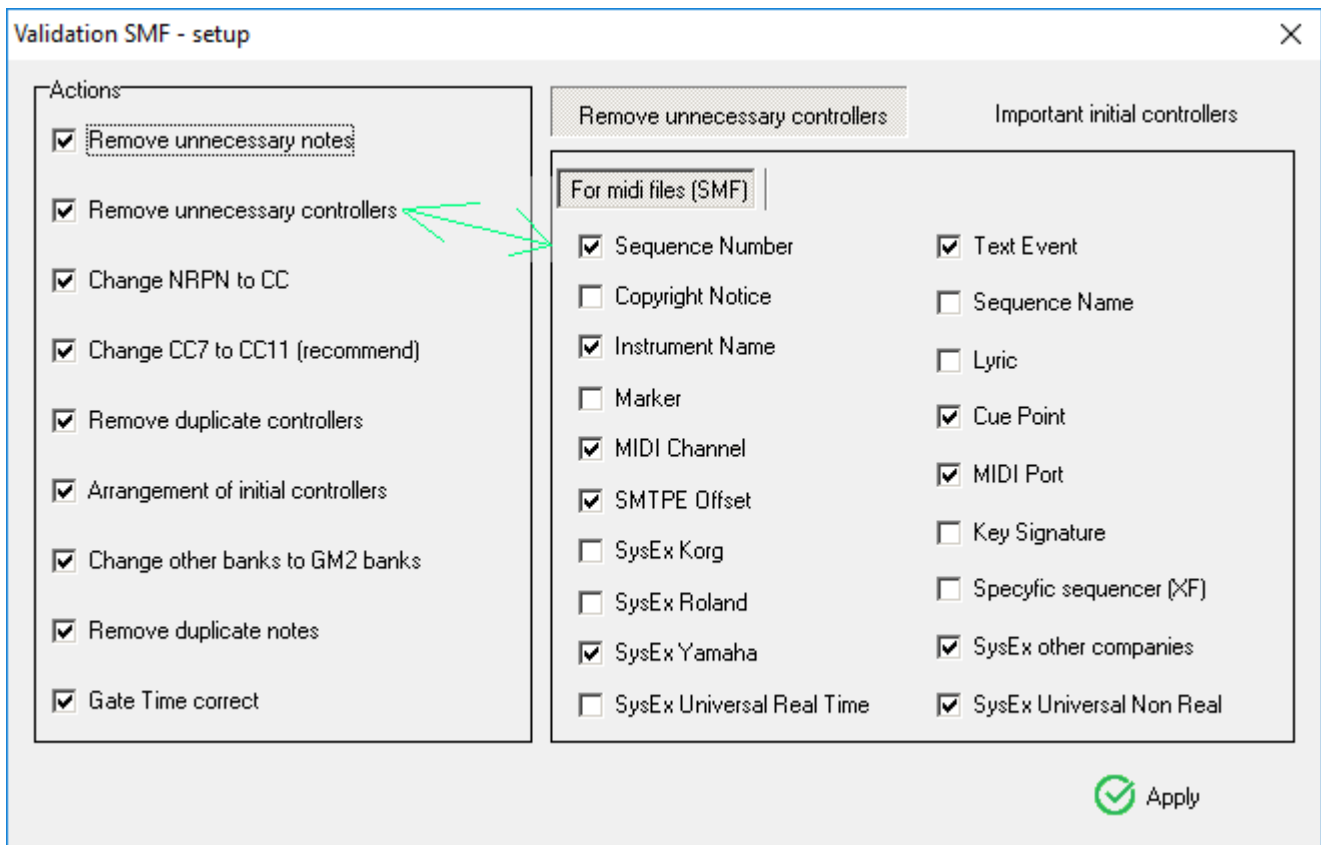 Validation SMF - setup
Actions
Remove unnecessary notes
Remove unnecessary controllers
Change NRPN to CC
Change CC7 to CC11 (recommend)
Remove duplicate controllers
Arrangement of initial controllers
Change other banks to GM2 banks
Remove duplicate notes
Gate Time correct
Remove unnecessary controllers
Important initial controllers
For midi files (SMF)
Sequence Number
Copyright Notice
Instrument Name
Marker
MIDI Channel
SMTPE Offset
SysEx Korg
SysEx Roland
SysEx Yamaha
SysEx Universal Real Time
Text Event
Sequence Name
Lyric
Cue Point
MIDI Port
Key Signature
Specyfic sequencer (XF)
SysEx other companies
SysEx Universal Non Real
Apply